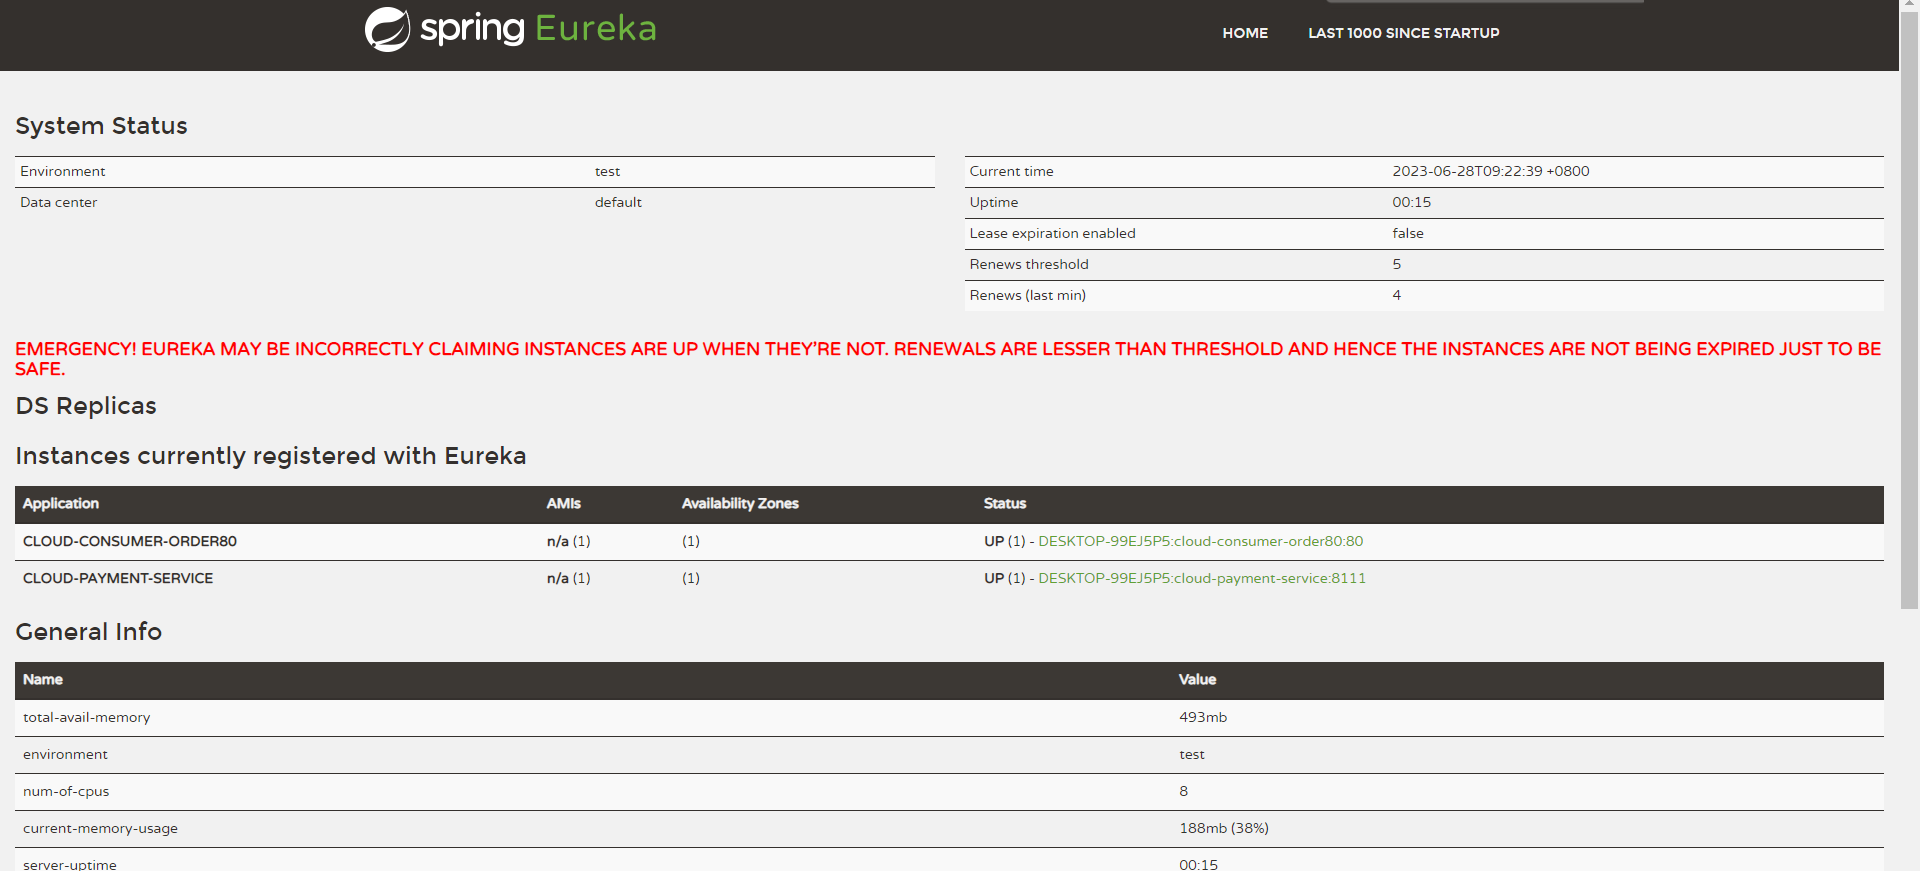 spring Eureka
HOME LAST 1000 SINCE STARTUP
System Status
Environment test
Data center default
Current time 2023-06-28T09:22:39 +0800
Uptime 00:15
Lease expiration enabled false
Renews threshold 5
Renews (last min) 4
EMERGENCY! EUREKA MAY BE INCORRECTLY CLAIMING INSTANCES ARE UP WHEN THEY'RE NOT. RENEWALS ARE LESSER THAN THRESHOLD AND HENCE THE INSTANCES ARE NOT BEING EXPIRED JUST TO BE
SAFE.
DS Replicas
Instances currently registered with Eureka
Application AMIs Availability Zones Status
CLOUD-CONSUMER-ORDER80 n/a (1) (1) UP (1) - DESKTOP-99EJ5P5:cloud-consumer-order80:80
CLOUD-PAYMENT-SERVICE n/a (1) (1) UP (1) - DESKTOP-99EJ5P5:cloud-payment-service:8111
General Info
Name Value
total-avail-memory 493mb
environment test
num-of-cpus 8
current-memory-usage 188mb (38%)
server-uptime 00:15